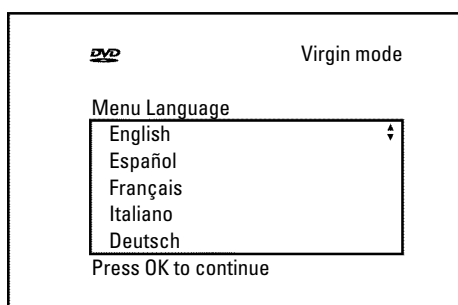 DVD Virgin mode
Menu Language
English
Español
Français
Italiano
Deutsch
Press OK to continue